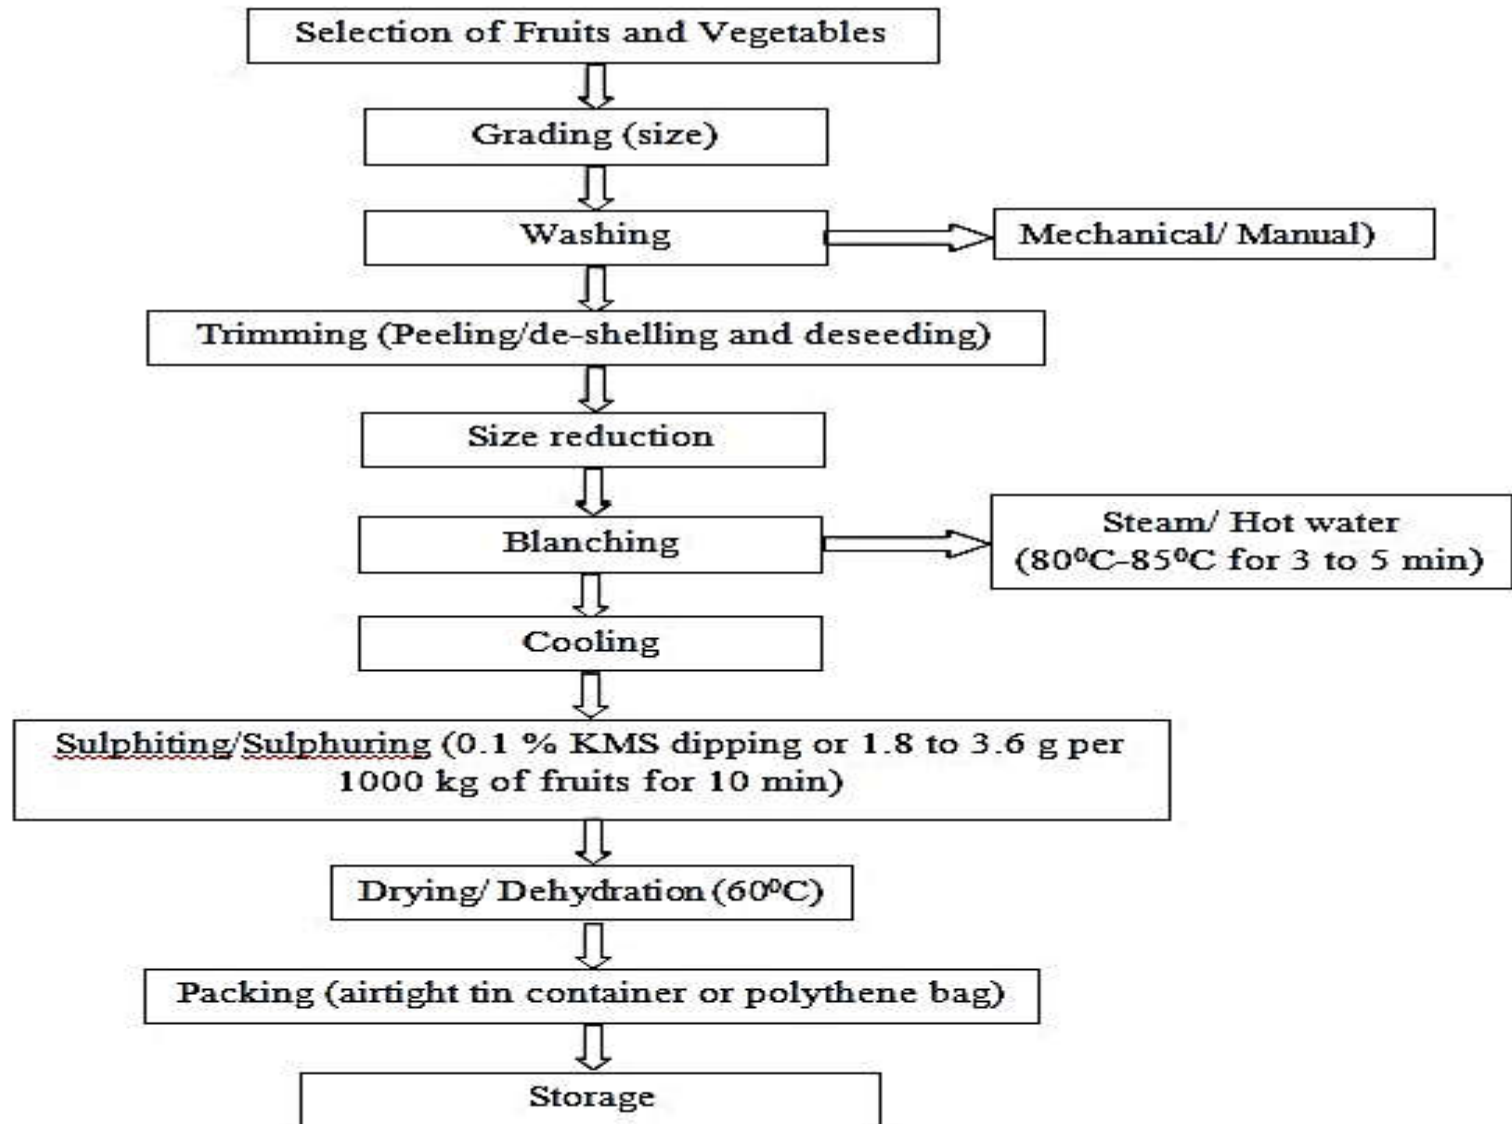 Selection of Fruits and Vegetables
Grading (size)
Washing
Mechanical/ Manual)
Trimming (Peeling/de-shelling and deseeding)
Size reduction
Blanching
Steam/ Hot water
(80⁰C-85⁰C for 3 to 5 min)
Cooling
Sulphiting/Sulphuring (0.1 % KMS dipping or 1.8 to 3.6 g per
1000 kg of fruits for 10 min)
Drying/ Dehydration (60⁰C)
Packing (airtight tin container or polythene bag)
Storage